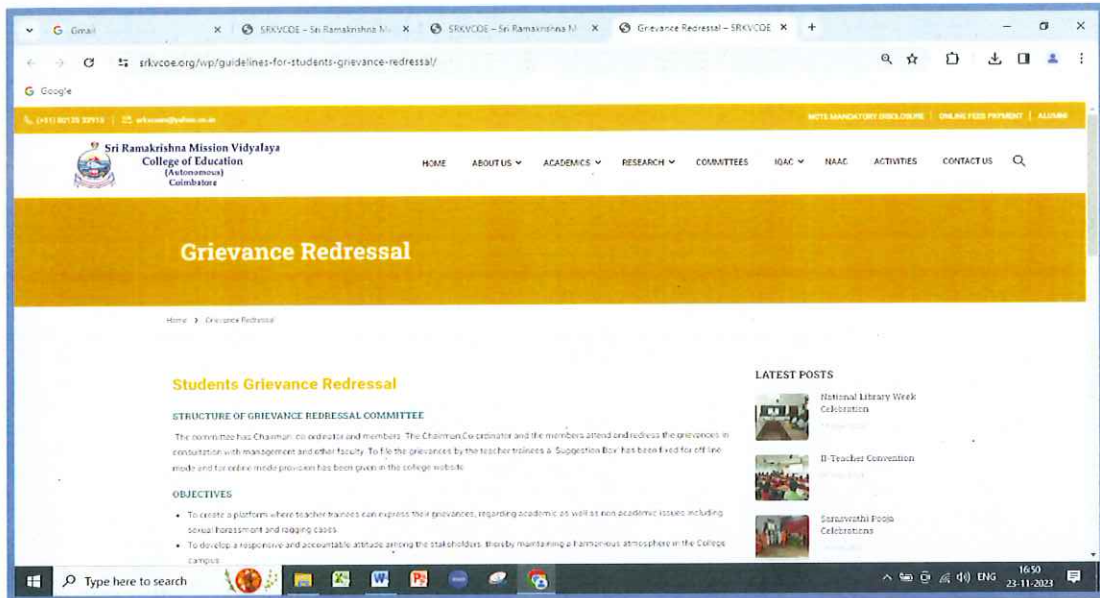 Gmail
SRKVCOE – Sri Ramakrishna M
SRKVCOE – Sri Ramakrishna M
Grievance Redressal – SRKVCOE
srkvcoe.org/wp/guidelines-for-students-grievance-redressal/
Google
NCTE MANDATORY DISCLOSURE | ONLINE FEES PAYMENT | ALUMNI
Sri Ramakrishna Mission Vidyalaya
College of Education
(Autonomous)
Coimbatore
HOME ABOUT US ACADEMICS RESEARCH COMMITTEES IQAC NAAC ACTIVITIES CONTACT US
Grievance Redressal
Home > Grievance Redressal
Students Grievance Redressal
STRUCTURE OF GRIEVANCE REDRESSAL COMMITTEE
The committee has Chairman, co ordinator and members. The Chairman,Co-ordinator and the members attend and redress the grievances in
consultation with management and other faculty. To file the grievances by the teacher trainees a 'Suggestion Box' has been fixed for off line
mode and for online mode provision has been given in the college website.
OBJECTIVES
• To create a platform where teacher trainees can express their grievances, regarding academic as well as non academic issues including
sexual harassment and ragging cases.
• To develop a responsive and accountable attitude among the stakeholders, thereby maintaining a harmonious atmosphere in the College
campus.
LATEST POSTS
National Library Week
Celebration
II-Teacher Convention
Saraswathi Pooja
Celebrations
Type here to search
ENG
16:50
23-11-2023